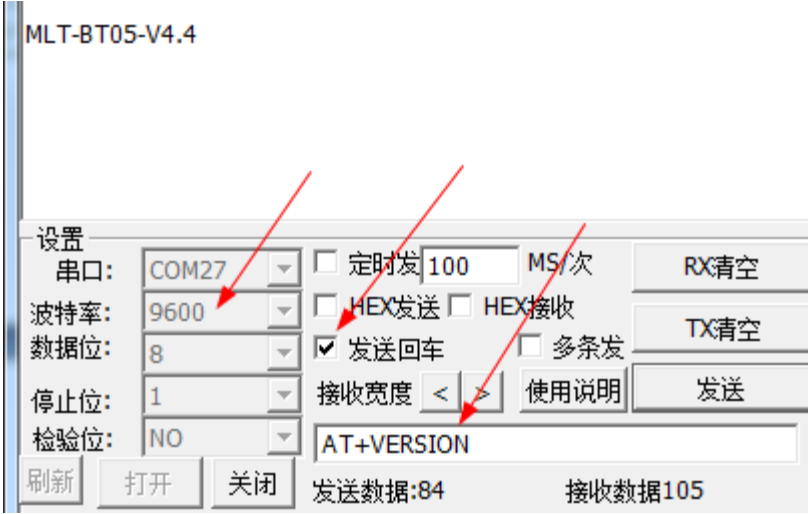 MLT-BT05-V4.4
设置
串口: COM27 定时发 100 MS/次 RX清空
波特率: 9600 HEX发送 HEX接收
数据位: 8 发送回车 多条发 TX清空
停止位: 1 接收宽度 < > 使用说明 发送
检验位: NO AT+VERSION
刷新 打开 关闭 发送数据:84 接收数据105